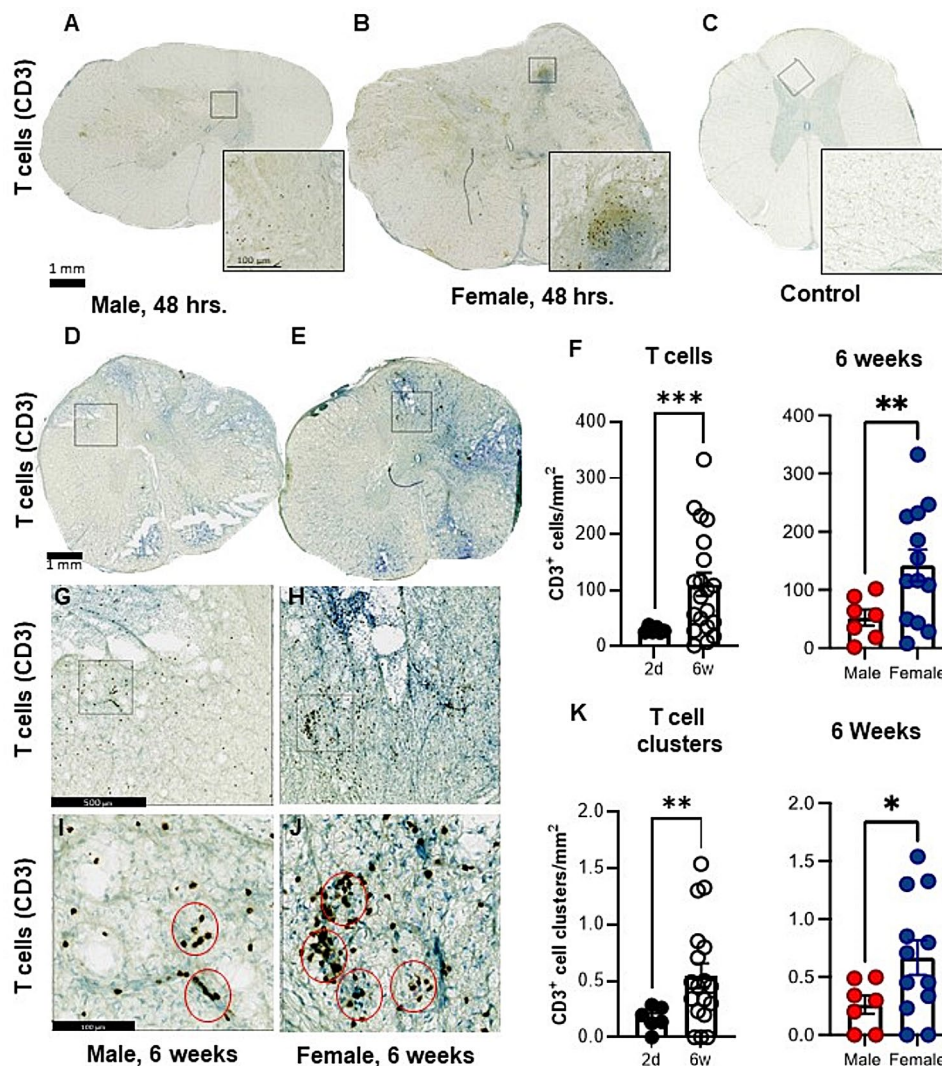 A
B
C
T cells (CD3)
100 µm
1 mm
Male, 48 hrs.
Female, 48 hrs.
Control
D
E
T cells (CD3)
1 mm
F
T cells
6 weeks
***
**
400
300
200
100
0
CD3⁺ cells/mm²
2d
6w
400
300
200
100
0
Male
Female
G
H
T cells (CD3)
500 µm
I
J
T cells (CD3)
100 µm
Male, 6 weeks
Female, 6 weeks
K
T cell
clusters
6 Weeks
**
*
2.0
1.5
1.0
0.5
0.0
CD3⁺ cell clusters/mm²
2d
6w
2.0
1.5
1.0
0.5
0.0
Male
Female